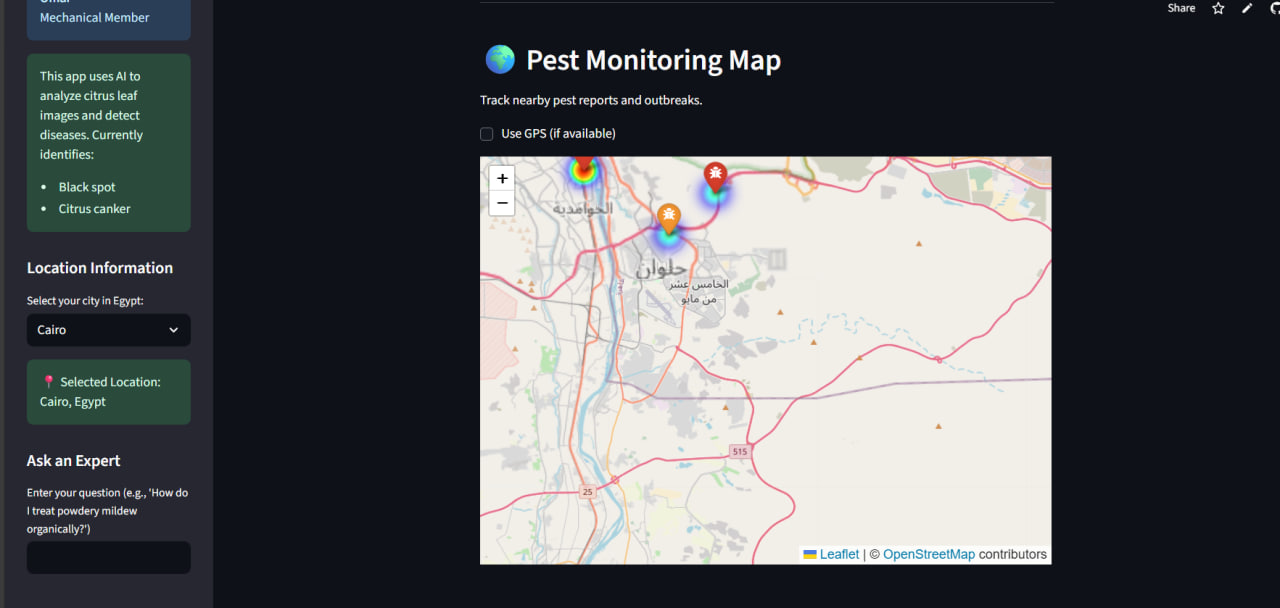 Mechanical Member
This app uses AI to
analyze citrus leaf
images and detect
diseases. Currently
identifies:
Black spot
Citrus canker
Location Information
Select your city in Egypt:
Cairo
Selected Location:
Cairo, Egypt
Ask an Expert
Enter your question (e.g., 'How do
I treat powdery mildew
organically?')
Share
Pest Monitoring Map
Track nearby pest reports and outbreaks.
Use GPS (if available)
+
−
الحوامدية
حلوان
الخامس عشر
من مايو
515
25
Leaflet | © OpenStreetMap contributors